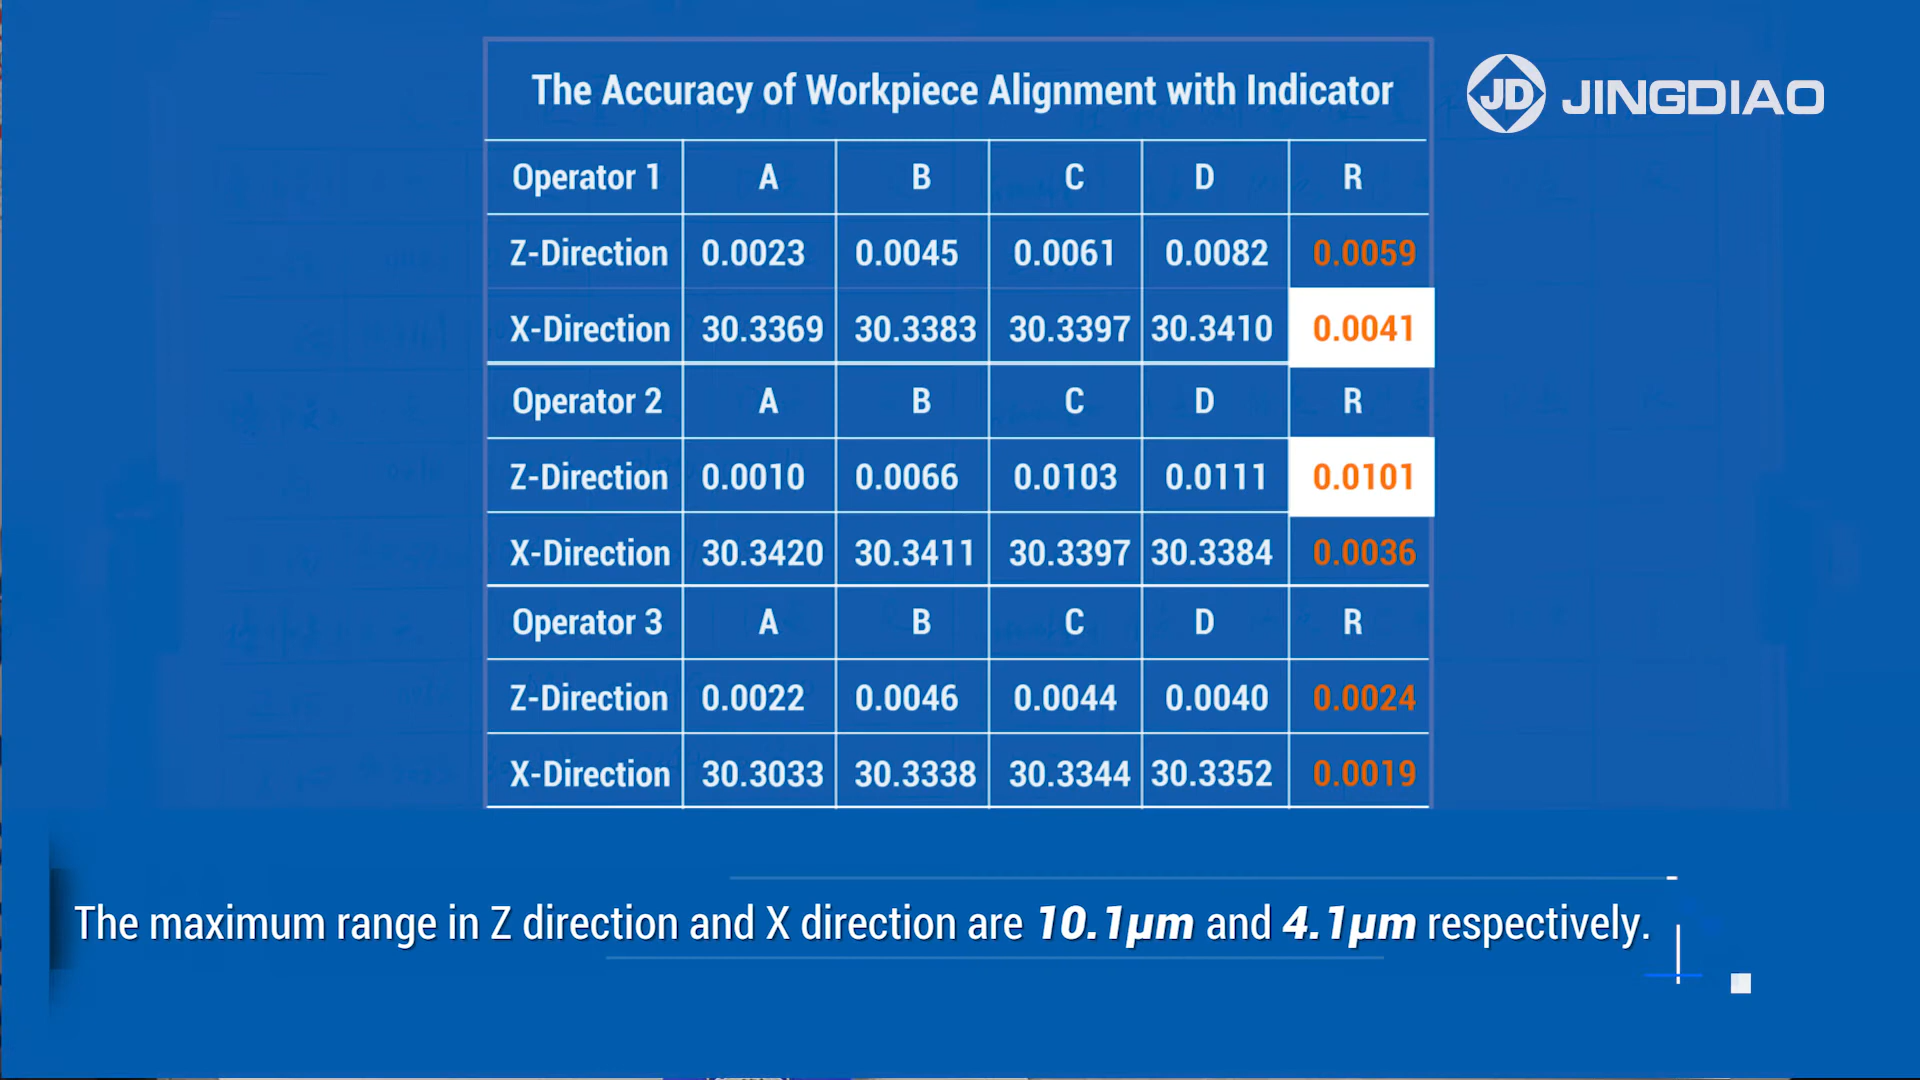 The Accuracy of Workpiece Alignment with Indicator
JD JINGDIAO
Operator 1 A B C D R
Z-Direction 0.0023 0.0045 0.0061 0.0082 0.0059
X-Direction 30.3369 30.3383 30.3397 30.3410 0.0041
Operator 2 A B C D R
Z-Direction 0.0010 0.0066 0.0103 0.0111 0.0101
X-Direction 30.3420 30.3411 30.3397 30.3384 0.0036
Operator 3 A B C D R
Z-Direction 0.0022 0.0046 0.0044 0.0040 0.0024
X-Direction 30.3033 30.3338 30.3344 30.3352 0.0019
The maximum range in Z direction and X direction are 10.1μm and 4.1μm respectively.